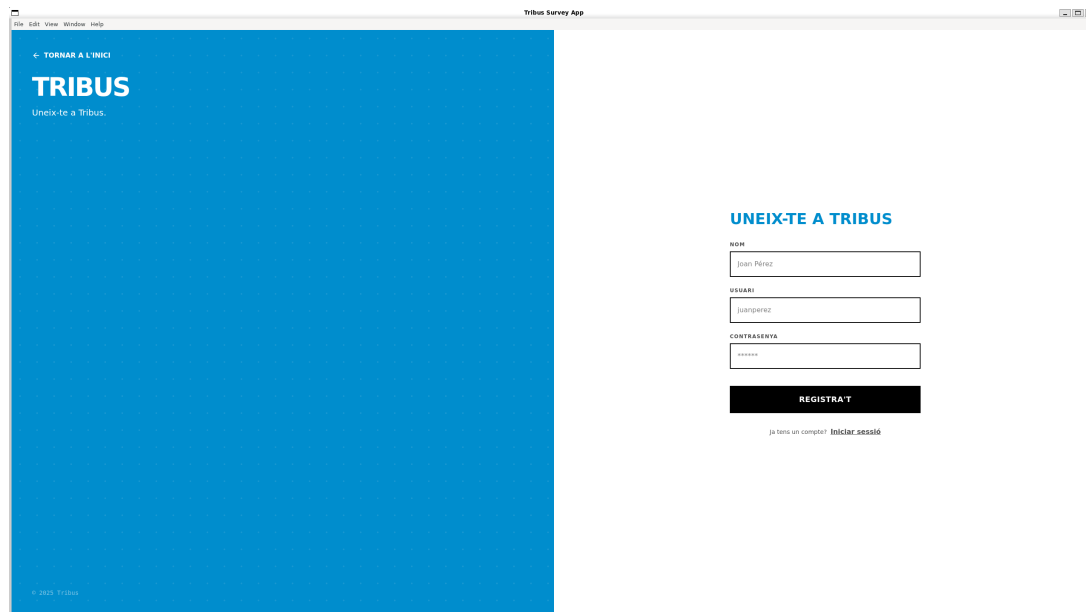 Tribus Survey App
File Edit View Window Help
← TORNAR A L'INICI
TRIBUS
Uneix-te a Tribus.
© 2025 Tribus
UNEIX-TE A TRIBUS
NOM
Joan Pérez
USUARI
juanperez
CONTRASENYA
******
REGISTRA'T
Ja tens un compte? Iniciar sessió